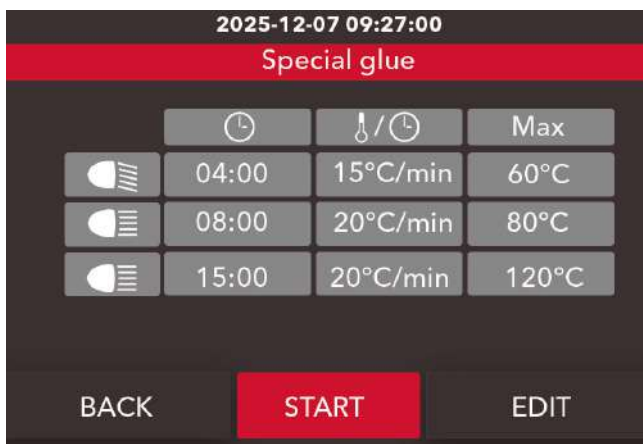 2025-12-07 09:27:00
Special glue
/ Max
04:00 15°C/min 60°C
08:00 20°C/min 80°C
15:00 20°C/min 120°C
BACK START EDIT